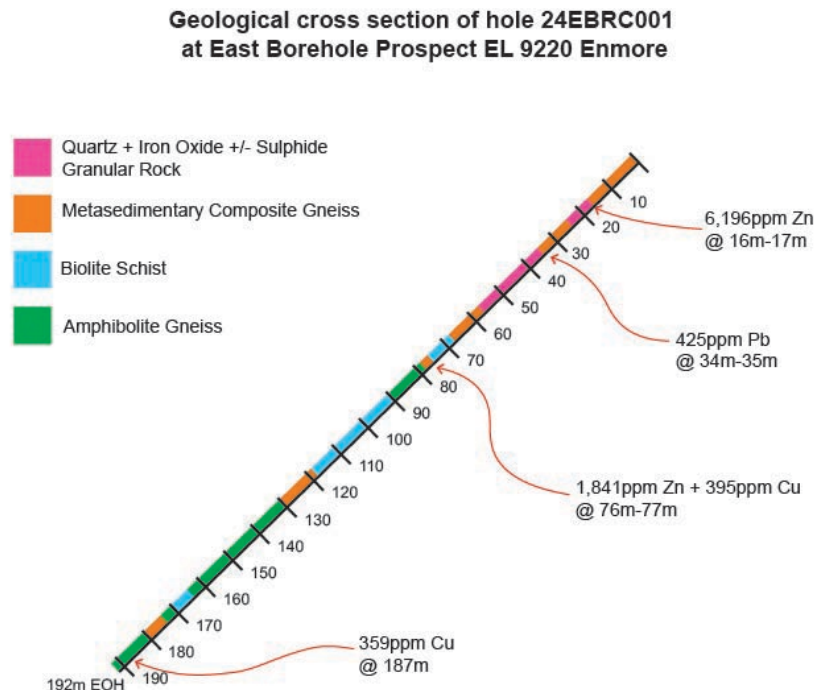 Geological cross section of hole 24EBRC001
at East Borehole Prospect EL 9220 Enmore
Quartz + Iron Oxide +/- Sulphide
Granular Rock
Metasedimentary Composite Gneiss
Biolite Schist
Amphibolite Gneiss
10
20
30
40
50
60
70
80
90
100
110
120
130
140
150
160
170
180
190
192m EOH
6,196ppm Zn
@ 16m-17m
425ppm Pb
@ 34m-35m
1,841ppm Zn + 395ppm Cu
@ 76m-77m
359ppm Cu
@ 187m